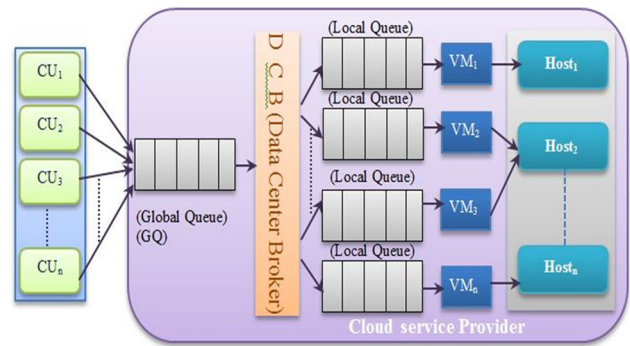 CU1
CU2
CU3
CUn
(Global Queue)
(GQ)
D C B (Data Center Broker)
(Local Queue)
VM1
Host1
(Local Queue)
VM2
Host2
(Local Queue)
VM3
(Local Queue)
VMn
Hostn
Cloud service Provider